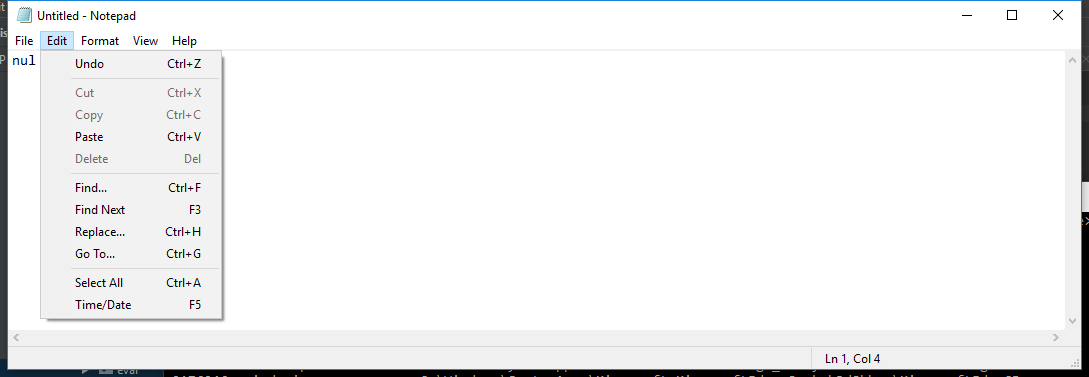 Untitled - Notepad
File Edit Format View Help
nul
Undo Ctrl+Z
Cut Ctrl+X
Copy Ctrl+C
Paste Ctrl+V
Delete Del
Find... Ctrl+F
Find Next F3
Replace... Ctrl+H
Go To... Ctrl+G
Select All Ctrl+A
Time/Date F5
Ln 1, Col 4
eval